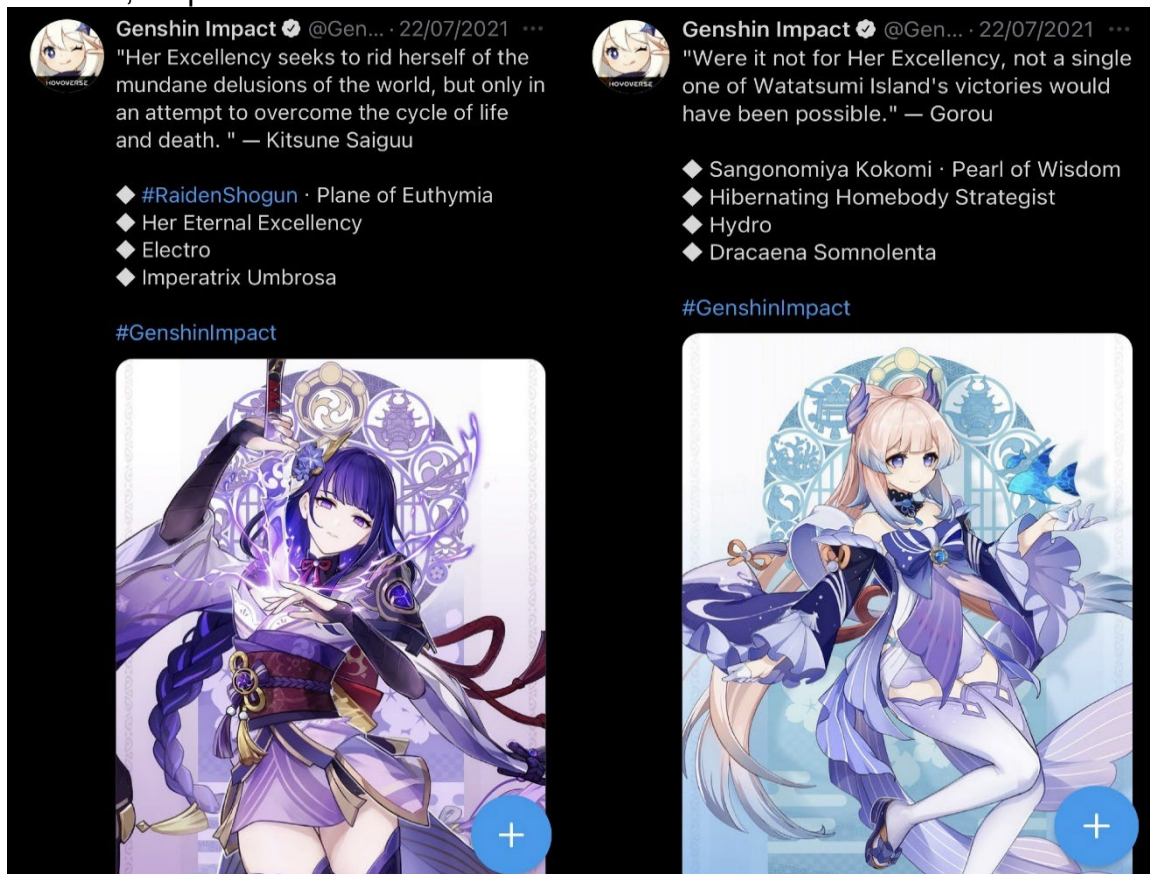 Genshin Impact @Gen... · 22/07/2021 ...
"Her Excellency seeks to rid herself of the
mundane delusions of the world, but only in
an attempt to overcome the cycle of life
and death. " — Kitsune Saiguu
◆ #RaidenShogun · Plane of Euthymia
◆ Her Eternal Excellency
◆ Electro
◆ Imperatrix Umbrosa
#GenshinImpact
HOYOVERSE
Genshin Impact @Gen... · 22/07/2021 ...
"Were it not for Her Excellency, not a single
one of Watatsumi Island's victories would
have been possible." — Gorou
◆ Sangonomiya Kokomi · Pearl of Wisdom
◆ Hibernating Homebody Strategist
◆ Hydro
◆ Dracaena Somnolenta
#GenshinImpact
HOYOVERSE